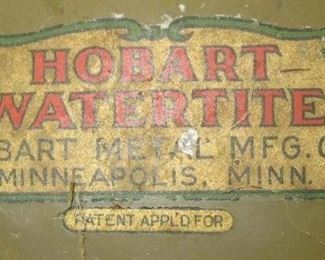 HOBART
WATERTITE
BART METAL MFG.C
MINNEAPOLIS, MINN.
PATENT APPL'D FOR